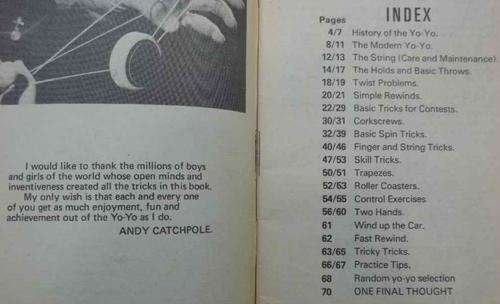 I would like to thank the millions of boys
and girls of the world whose open minds and
inventiveness created all the tricks in this book.
My only wish is that each and every one
of you get as much enjoyment, fun and
achievement out of the Yo-Yo as I do.
ANDY CATCHPOLE.
Pages INDEX
4/7 History of the Yo-Yo.
8/11 The Modern Yo-Yo.
12/13 The String (Care and Maintenance).
14/17 The Holds and Basic Throws.
18/19 Twist Problems.
20/21 Simple Rewinds.
22/29 Basic Tricks for Contests.
30/31 Corkscrews.
32/39 Basic Spin Tricks.
40/46 Finger and String Tricks.
47/53 Skill Tricks.
50/51 Trapezes.
52/53 Roller Coasters.
54/55 Control Exercises
56/60 Two Hands.
61 Wind up the Car.
62 Fast Rewind.
63/65 Tricky Tricks.
66/67 Practice Tips.
68 Random yo-yo selection
70 ONE FINAL THOUGHT